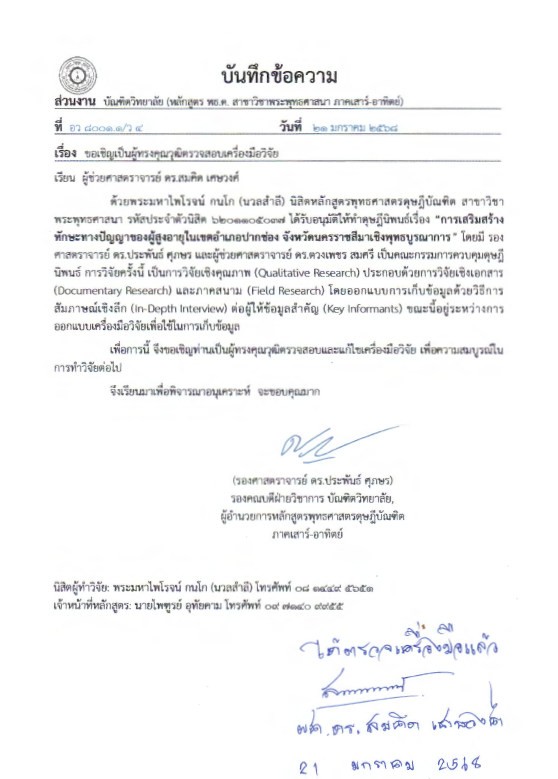 บันทึกข้อความ
ส่วนงาน บัณฑิตวิทยาลัย (หลักสูตร พธ.ด. สาขาวิชาพระพุทธศาสนา ภาคเสาร์-อาทิตย์)
ที่ อว ๘๐๐๑.๑/ว ๔ วันที่ ๒๑ มกราคม ๒๕๖๘
เรื่อง ขอเชิญเป็นผู้ทรงคุณวุฒิตรวจสอบเครื่องมือวิจัย
เรียน ผู้ช่วยศาสตราจารย์ ดร.สมคิด เศษวงศ์
ด้วยพระมหาไพโรจน์ กนโก (นวลสำลี) นิสิตหลักสูตรพุทธศาสตรดุษฎีบัณฑิต สาขาวิชา
พระพุทธศาสนา รหัสประจำตัวนิสิต ๖๒๐๑๑๐๕๐๓๗ ได้รับอนุมัติให้ทำดุษฎีนิพนธ์เรื่อง "การเสริมสร้าง
ทักษะทางปัญญาของผู้สูงอายุในเขตอำเภอปากช่อง จังหวัดนครราชสีมาเชิงพุทธบูรณาการ" โดยมี รอง
ศาสตราจารย์ ดร.ประพันธ์ ศุภษร และผู้ช่วยศาสตราจารย์ ดร.ดวงเพชร สมศรี เป็นคณะกรรมการควบคุมดุษฎี
นิพนธ์ การวิจัยครั้งนี้ เป็นการวิจัยเชิงคุณภาพ (Qualitative Research) ประกอบด้วยการวิจัยเชิงเอกสาร
(Documentary Research) และภาคสนาม (Field Research) โดยออกแบบการเก็บข้อมูลด้วยวิธีการ
สัมภาษณ์เชิงลึก (In-Depth Interview) ต่อผู้ให้ข้อมูลสำคัญ (Key Informants) ขณะนี้อยู่ระหว่างการ
ออกแบบเครื่องมือวิจัยเพื่อใช้ในการเก็บข้อมูล
เพื่อการนี้ จึงขอเชิญท่านเป็นผู้ทรงคุณวุฒิตรวจสอบและแก้ไขเครื่องมือวิจัย เพื่อความสมบูรณ์ใน
การทำวิจัยต่อไป
จึงเรียนมาเพื่อพิจารณาอนุเคราะห์ จะขอบคุณมาก
(รองศาสตราจารย์ ดร.ประพันธ์ ศุภษร)
รองคณบดีฝ่ายวิชาการ บัณฑิตวิทยาลัย,
ผู้อำนวยการหลักสูตรพุทธศาสตรดุษฎีบัณฑิต
ภาคเสาร์-อาทิตย์
นิสิตผู้ทำวิจัย: พระมหาไพโรจน์ กนโก (นวลสำลี) โทรศัพท์ ๐๘ ๑๔๔๙ ๕๖๕๑
เจ้าหน้าที่หลักสูตร: นายไพฑูรย์ อุทัยคาม โทรศัพท์ ๐๙ ๗๑๔๐ ๙๙๕๕
ได้ตรวจเครื่องมือแล้ว
ผศ. ดร. สมคิด เศษวงศ์
21 มกราคม 2568